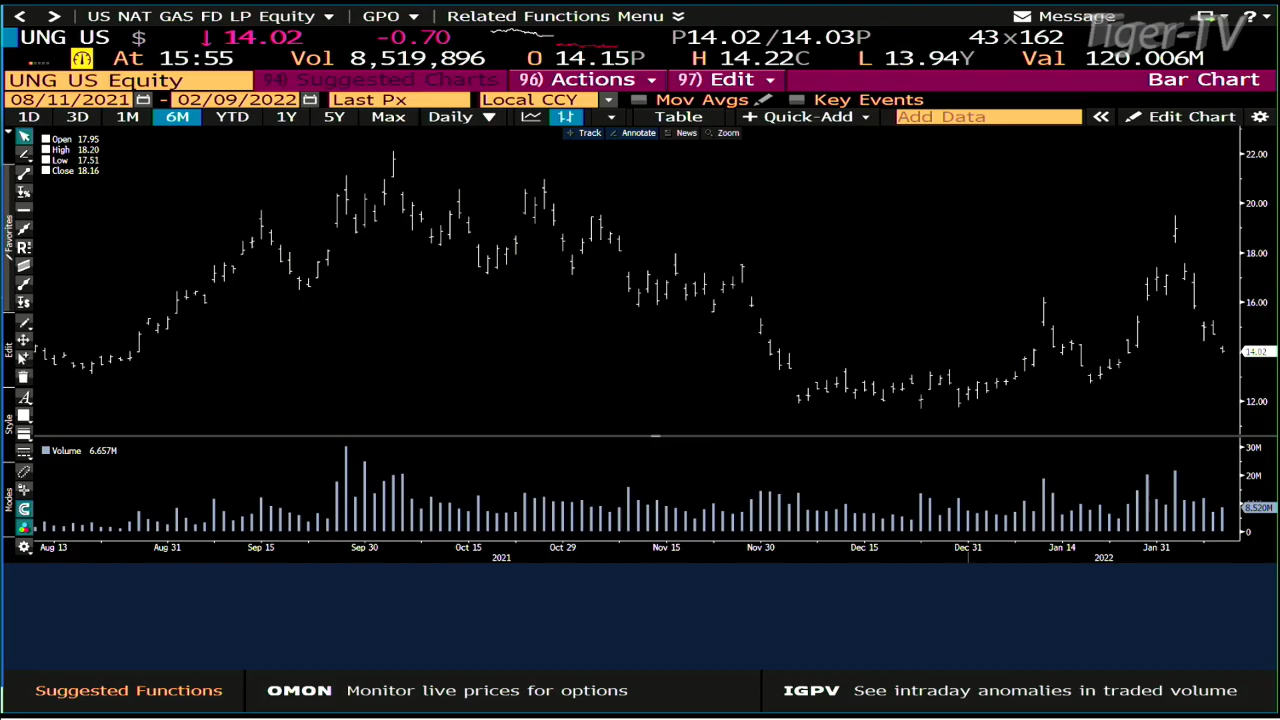 US NAT GAS FD LP Equity GPO Related Functions Menu Message ?
UNG US $ ↓ 14.02 -0.70 P14.02/14.03P 43x162
At 15:55 Vol 8,519,896 O 14.15P H 14.22C L 13.94Y Val 120.006M
Tiger-TV
UNG US Equity 94) Suggested Charts 96) Actions 97) Edit Bar Chart
08/11/2021 - 02/09/2022 Last Px Local CCY Mov Avgs Key Events
1D 3D 1M 6M YTD 1Y 5Y Max Daily Table + Quick-Add Add Data Edit Chart
Track Annotate News Zoom
Open 17.95
High 18.20
Low 17.51
Close 18.16
22.00
20.00
18.00
16.00
14.02
12.00
Favorites
Edit
Style
Modes
Volume 6.657M
30M
20M
8.520M
0
Aug 13 Aug 31 Sep 15 Sep 30 Oct 15 Oct 29 Nov 15 Nov 30 Dec 15 Dec 31 Jan 14 Jan 31
2021 2022
Suggested Functions OMON Monitor live prices for options IGPV See intraday anomalies in traded volume